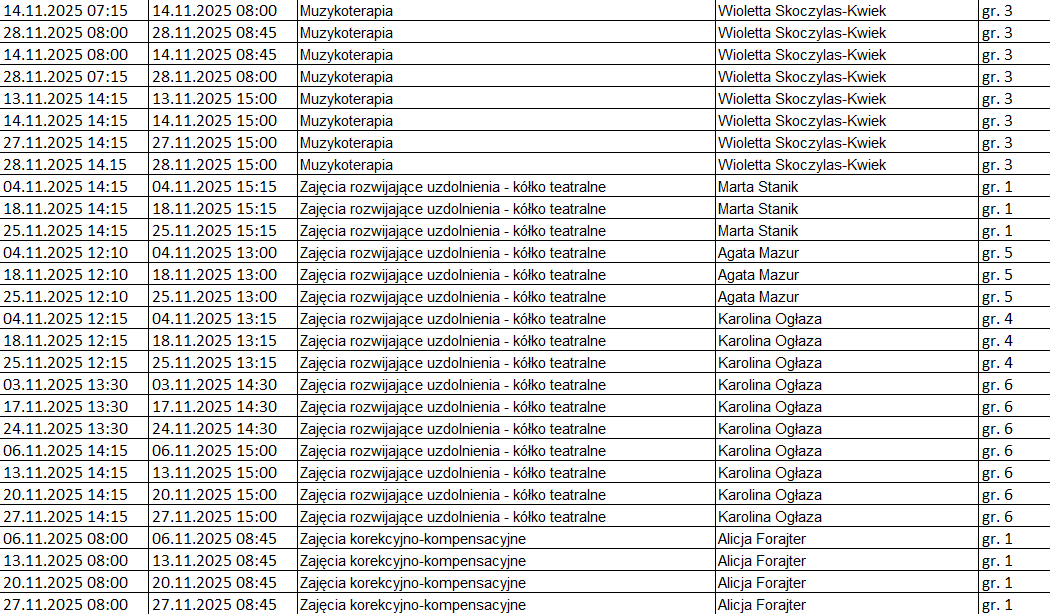 14.11.2025 07:15 14.11.2025 08:00 Muzykoterapia Wioletta Skoczylas-Kwiek gr. 3
28.11.2025 08:00 28.11.2025 08:45 Muzykoterapia Wioletta Skoczylas-Kwiek gr. 3
14.11.2025 08:00 14.11.2025 08:45 Muzykoterapia Wioletta Skoczylas-Kwiek gr. 3
28.11.2025 07:15 28.11.2025 08:00 Muzykoterapia Wioletta Skoczylas-Kwiek gr. 3
13.11.2025 14:15 13.11.2025 15:00 Muzykoterapia Wioletta Skoczylas-Kwiek gr. 3
14.11.2025 14:15 14.11.2025 15:00 Muzykoterapia Wioletta Skoczylas-Kwiek gr. 3
27.11.2025 14:15 27.11.2025 15:00 Muzykoterapia Wioletta Skoczylas-Kwiek gr. 3
28.11.2025 14.15 28.11.2025 15:00 Muzykoterapia Wioletta Skoczylas-Kwiek gr. 3
04.11.2025 14:15 04.11.2025 15:15 Zajęcia rozwijające uzdolnienia - kółko teatralne Marta Stanik gr. 1
18.11.2025 14:15 18.11.2025 15:15 Zajęcia rozwijające uzdolnienia - kółko teatralne Marta Stanik gr. 1
25.11.2025 14:15 25.11.2025 15:15 Zajęcia rozwijające uzdolnienia - kółko teatralne Marta Stanik gr. 1
04.11.2025 12:10 04.11.2025 13:00 Zajęcia rozwijające uzdolnienia - kółko teatralne Agata Mazur gr. 5
18.11.2025 12:10 18.11.2025 13:00 Zajęcia rozwijające uzdolnienia - kółko teatralne Agata Mazur gr. 5
25.11.2025 12:10 25.11.2025 13:00 Zajęcia rozwijające uzdolnienia - kółko teatralne Agata Mazur gr. 5
04.11.2025 12:15 04.11.2025 13:15 Zajęcia rozwijające uzdolnienia - kółko teatralne Karolina Ogłaza gr. 4
18.11.2025 12:15 18.11.2025 13:15 Zajęcia rozwijające uzdolnienia - kółko teatralne Karolina Ogłaza gr. 4
25.11.2025 12:15 25.11.2025 13:15 Zajęcia rozwijające uzdolnienia - kółko teatralne Karolina Ogłaza gr. 4
03.11.2025 13:30 03.11.2025 14:30 Zajęcia rozwijające uzdolnienia - kółko teatralne Karolina Ogłaza gr. 6
17.11.2025 13:30 17.11.2025 14:30 Zajęcia rozwijające uzdolnienia - kółko teatralne Karolina Ogłaza gr. 6
24.11.2025 13:30 24.11.2025 14:30 Zajęcia rozwijające uzdolnienia - kółko teatralne Karolina Ogłaza gr. 6
06.11.2025 14:15 06.11.2025 15:00 Zajęcia rozwijające uzdolnienia - kółko teatralne Karolina Ogłaza gr. 6
13.11.2025 14:15 13.11.2025 15:00 Zajęcia rozwijające uzdolnienia - kółko teatralne Karolina Ogłaza gr. 6
20.11.2025 14:15 20.11.2025 15:00 Zajęcia rozwijające uzdolnienia - kółko teatralne Karolina Ogłaza gr. 6
27.11.2025 14:15 27.11.2025 15:00 Zajęcia rozwijające uzdolnienia - kółko teatralne Karolina Ogłaza gr. 6
06.11.2025 08:00 06.11.2025 08:45 Zajęcia korekcyjno-kompensacyjne Alicja Forajter gr. 1
13.11.2025 08:00 13.11.2025 08:45 Zajęcia korekcyjno-kompensacyjne Alicja Forajter gr. 1
20.11.2025 08:00 20.11.2025 08:45 Zajęcia korekcyjno-kompensacyjne Alicja Forajter gr. 1
27.11.2025 08:00 27.11.2025 08:45 Zajęcia korekcyjno-kompensacyjne Alicja Forajter gr. 1